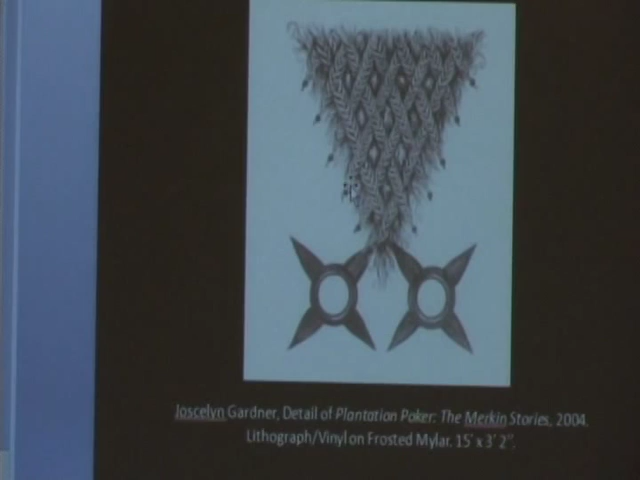 Joscelyn Gardner, Detail of Plantation Poker: The Merkin Stories, 2004.
Lithograph/Vinyl on Frosted Mylar. 15' x 3' 2".